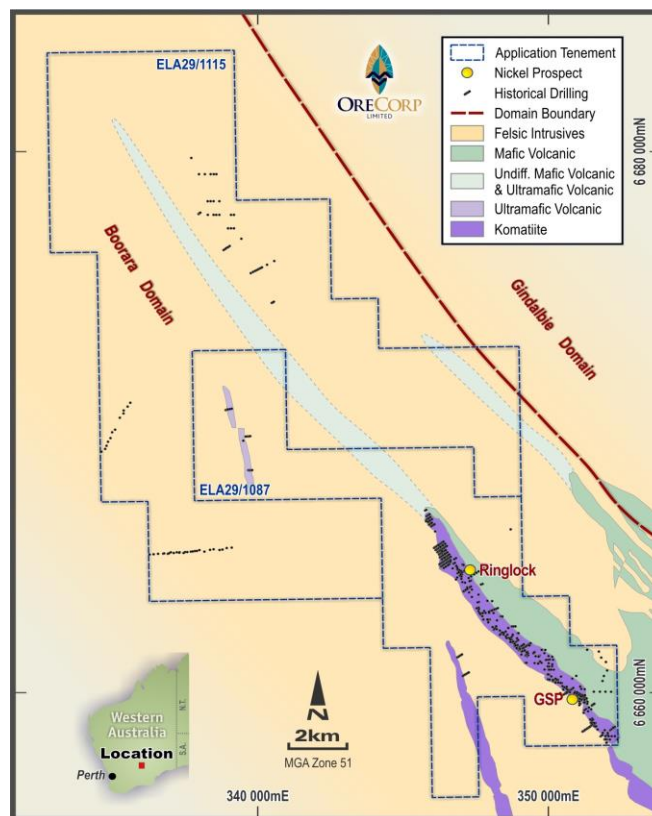 ELA29/1115
ORECORP
LIMITED
Application Tenement
Nickel Prospect
Historical Drilling
Domain Boundary
Felsic Intrusives
Mafic Volcanic
Undiff. Mafic Volcanic
& Ultramafic Volcanic
Ultramafic Volcanic
Komatiite
6 680 000mN
Boorara Domain
Gindalbie Domain
ELA29/1087
Ringlock
GSP
6 660 000mN
N
2km
MGA Zone 51
Western
Australia
Location
Perth
N.T.
S.A.
340 000mE
350 000mE